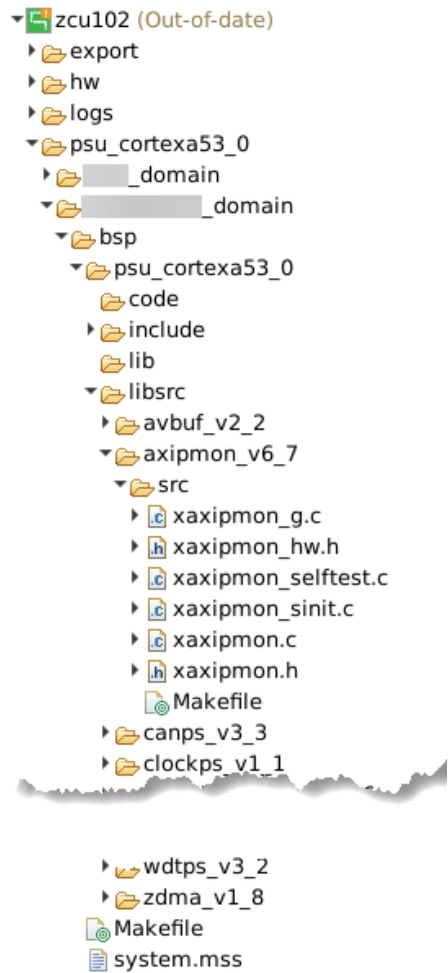 zcu102 (Out-of-date)
export
hw
logs
psu_cortexa53_0
_domain
_domain
bsp
psu_cortexa53_0
code
include
lib
libsrc
avbuf_v2_2
axipmon_v6_7
src
.c xaxipmon_g.c
.h xaxipmon_hw.h
.c xaxipmon_selftest.c
.c xaxipmon_sinit.c
.c xaxipmon.c
.h xaxipmon.h
Makefile
canps_v3_3
clockps_v1_1
wdtps_v3_2
zdma_v1_8
Makefile
system.mss